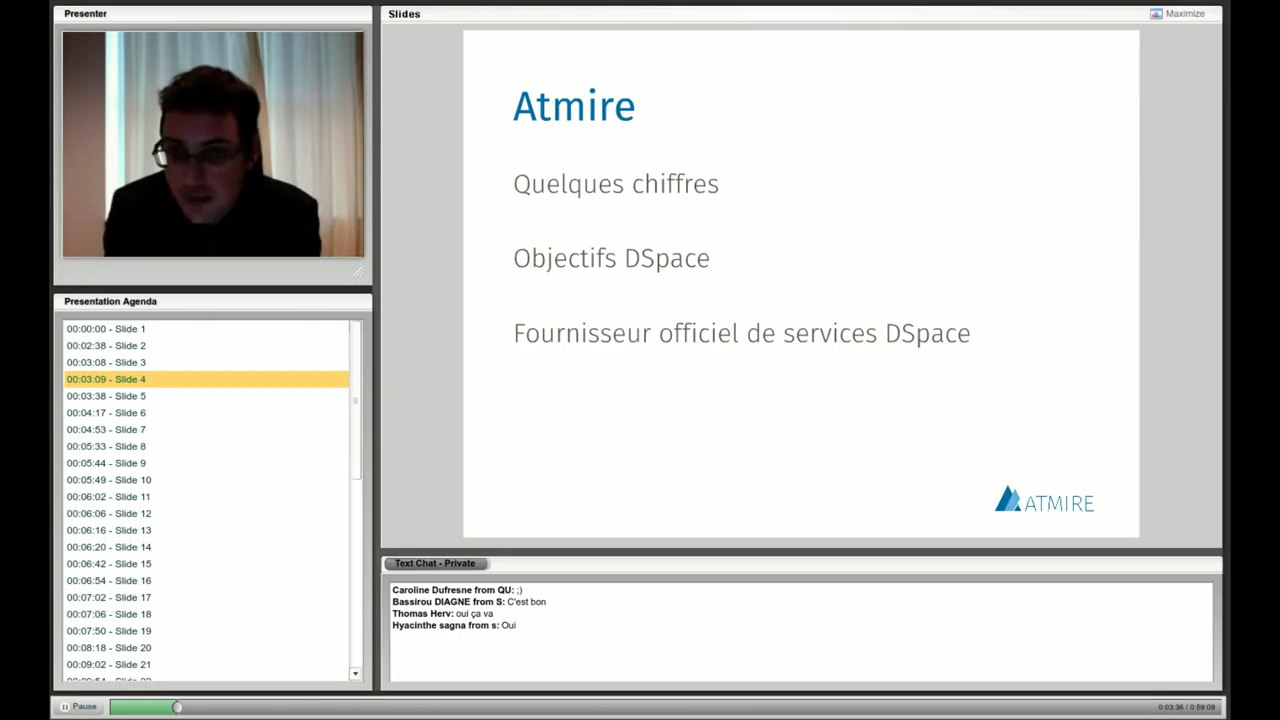 Presenter
Slides
Maximize
Atmire
Quelques chiffres
Objectifs DSpace
Fournisseur officiel de services DSpace
ATMIRE
Presentation Agenda
00:00:00 - Slide 1
00:02:38 - Slide 2
00:03:08 - Slide 3
00:03:09 - Slide 4
00:03:38 - Slide 5
00:04:17 - Slide 6
00:04:53 - Slide 7
00:05:33 - Slide 8
00:05:44 - Slide 9
00:05:49 - Slide 10
00:06:02 - Slide 11
00:06:06 - Slide 12
00:06:16 - Slide 13
00:06:20 - Slide 14
00:06:42 - Slide 15
00:06:54 - Slide 16
00:07:02 - Slide 17
00:07:06 - Slide 18
00:07:50 - Slide 19
00:08:18 - Slide 20
00:09:02 - Slide 21
Text Chat - Private
Caroline Dufresne from QU: ;)
Bassirou DIAGNE from S: C'est bon
Thomas Herv: oui ça va
Hyacinthe sagna from s: Oui
Pause
0:03:36 / 0:59:09